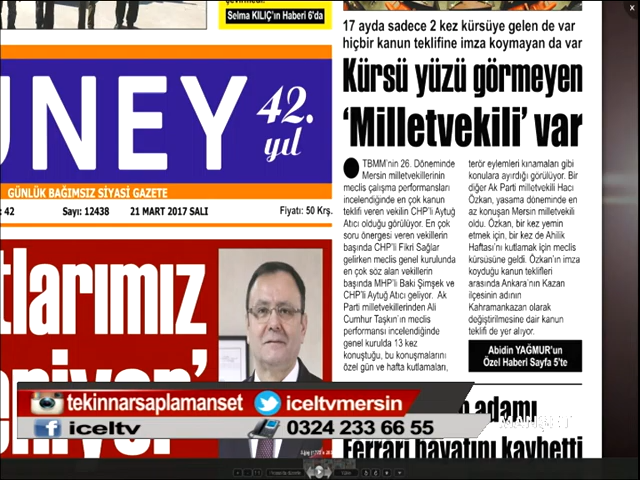 Selma KILIÇ'ın Haberi 6'da
17 ayda sadece 2 kez kürsüye gelen de var
hiçbir kanun teklifine imza koymayan da var
Kürsü yüzü görmeyen
'Milletvekili' var
UNEY
42.
yıl
GÜNLÜK BAĞIMSIZ SİYASİ GAZETE
: 42 Sayı: 12438 21 MART 2017 SALI Fiyatı: 50 Krş.
TBMM'nin 26. Döneminde
Mersin milletvekillerinin
meclis çalışma performansları
incelendiğinde en çok kanun
teklifi veren vekilin CHP'li Aytuğ
Atıcı olduğu görülüyor. En çok
soru önergesi veren vekillerin
başında CHP'li Fikri Sağlar
gelirken meclis genel kurulunda
en çok söz alan vekillerin
başında MHP'li Baki Şimşek ve
CHP'li Aytuğ Atıcı geliyor. Ak
Parti milletvekillerinden Ali
Cumhur Taşkın'ın meclis
performansı incelendiğinde
genel kurulda 13 kez
konuştuğu, bu konuşmaların
özel gün ve hafta kutlamaları,
terör eylemleri kınamaları gibi
konulara ayırdığı görülüyor. Bir
diğer Ak Parti milletvekili Hacı
Özkan, yasama döneminde en
az konuşan Mersin milletvekili
oldu. Özkan, bir kez yemin
etmek için, bir kez de Ahilik
Haftası'nı kutlamak için meclis
kürsüsüne geldi. Özkan'ın imza
koyduğu kanun teklifleri
arasında Ankara'nın Kazan
ilçesinin adının
Kahramankazan olarak
değiştirilmesine dair kanun
teklifi de yer alıyor.
Abidin YAĞMUR'un
Özel Haberi Sayfa 5'te
tlarımız
tekinnarsaplamanset iceltvmersin
iceltv 0324 233 66 55
adamı
MANŞET
Ferrari hayatını kaybetti